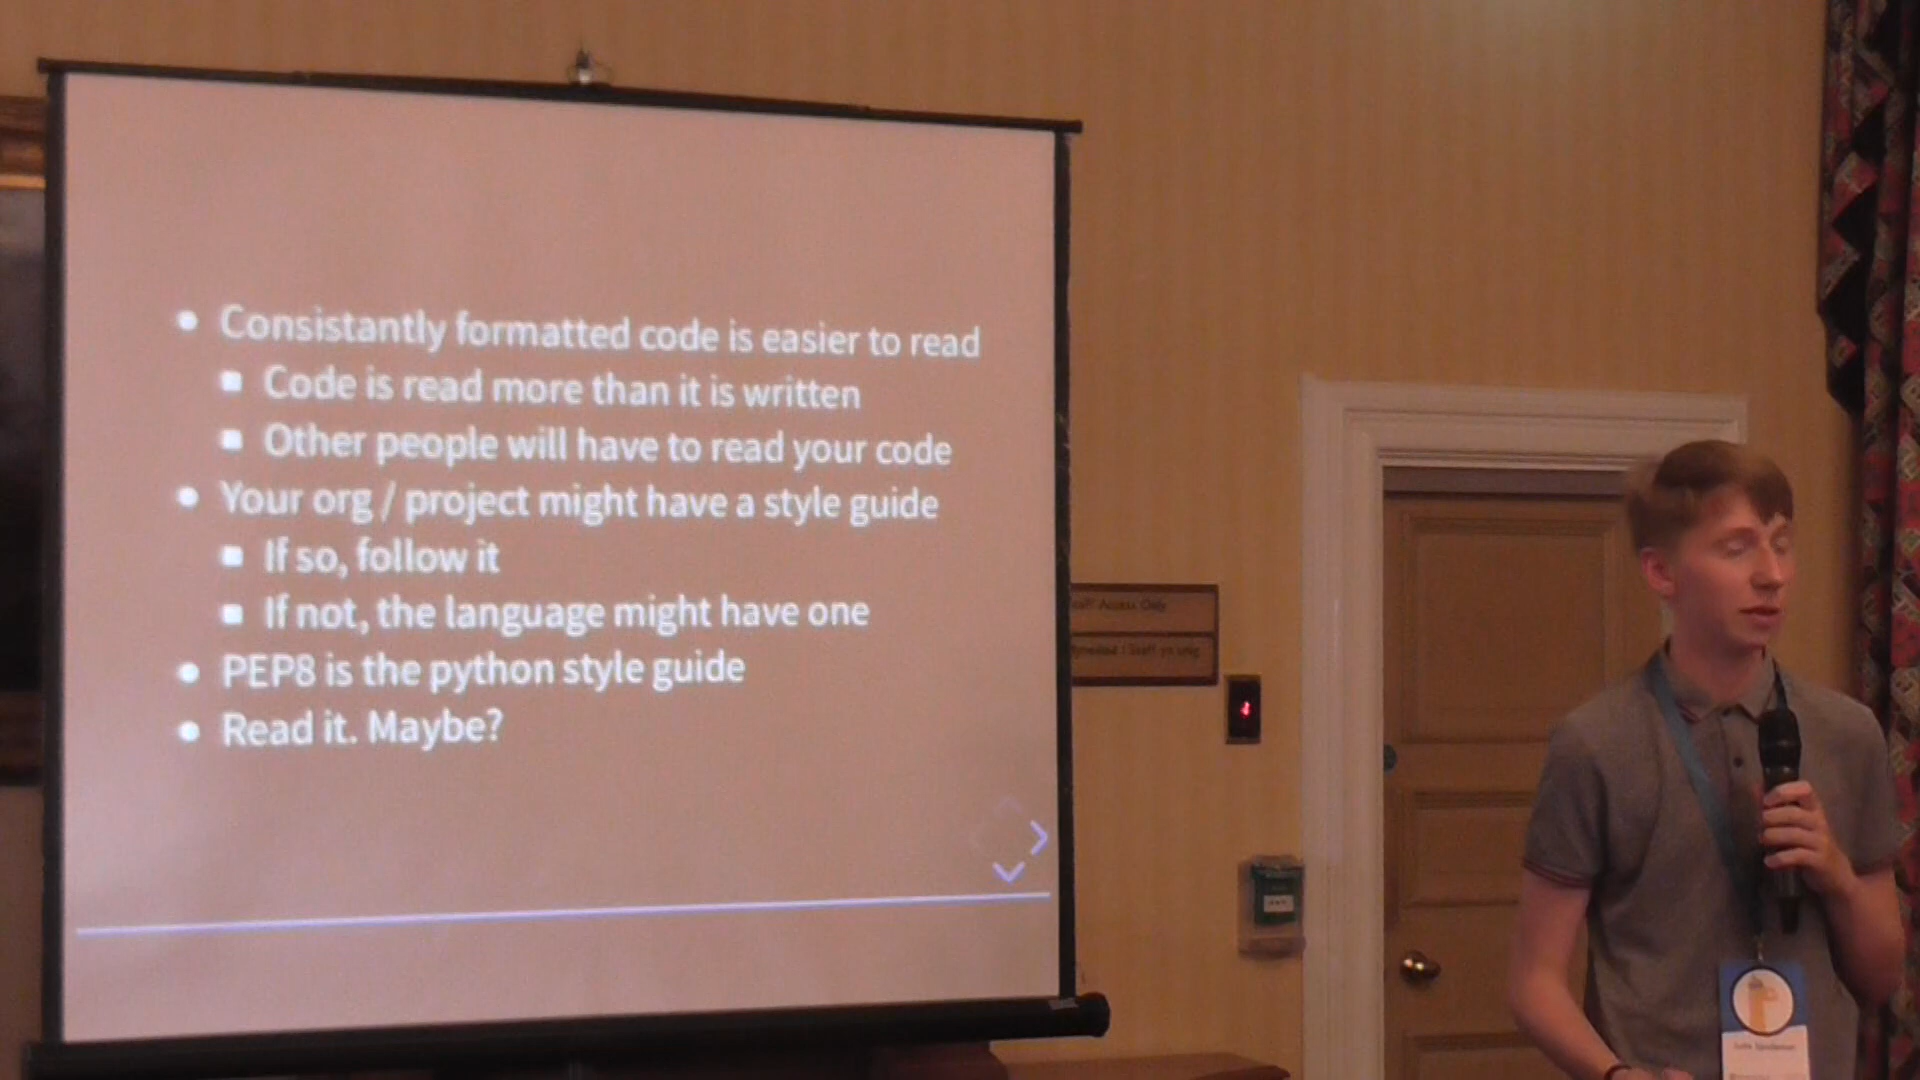 Consistantly formatted code is easier to read
Code is read more than it is written
Other people will have to read your code
Your org / project might have a style guide
If so, follow it
If not, the language might have one
PEP8 is the python style guide
Read it. Maybe?
Access Only